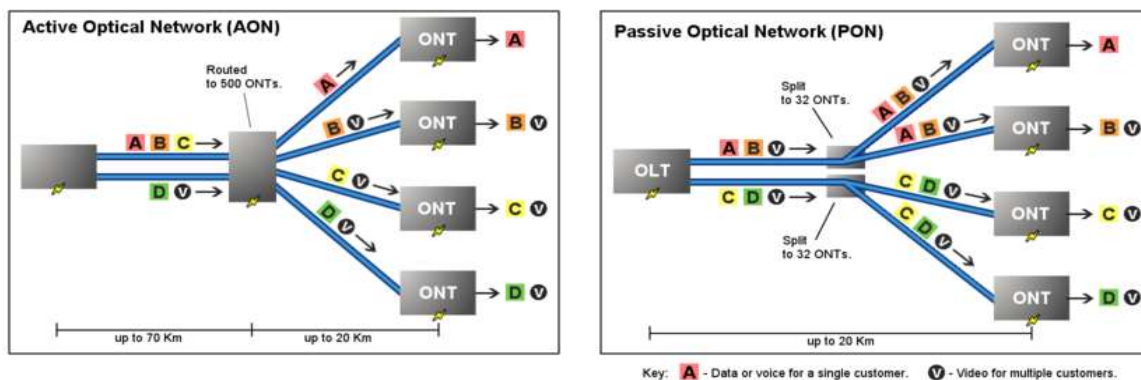 Active Optical Network (AON)
Routed
to 500 ONTs.
A B C
D V
A
B V
C V
D V
ONT
A
ONT
B V
ONT
C V
ONT
D V
up to 70 Km
up to 20 Km
Passive Optical Network (PON)
Split
to 32 ONTs.
OLT
A B V
C D V
A B V
A B V
C D V
C D V
Split
to 32 ONTs.
ONT
A
ONT
B V
ONT
C V
ONT
D V
up to 20 Km
Key: A - Data or voice for a single customer. V - Video for multiple customers.